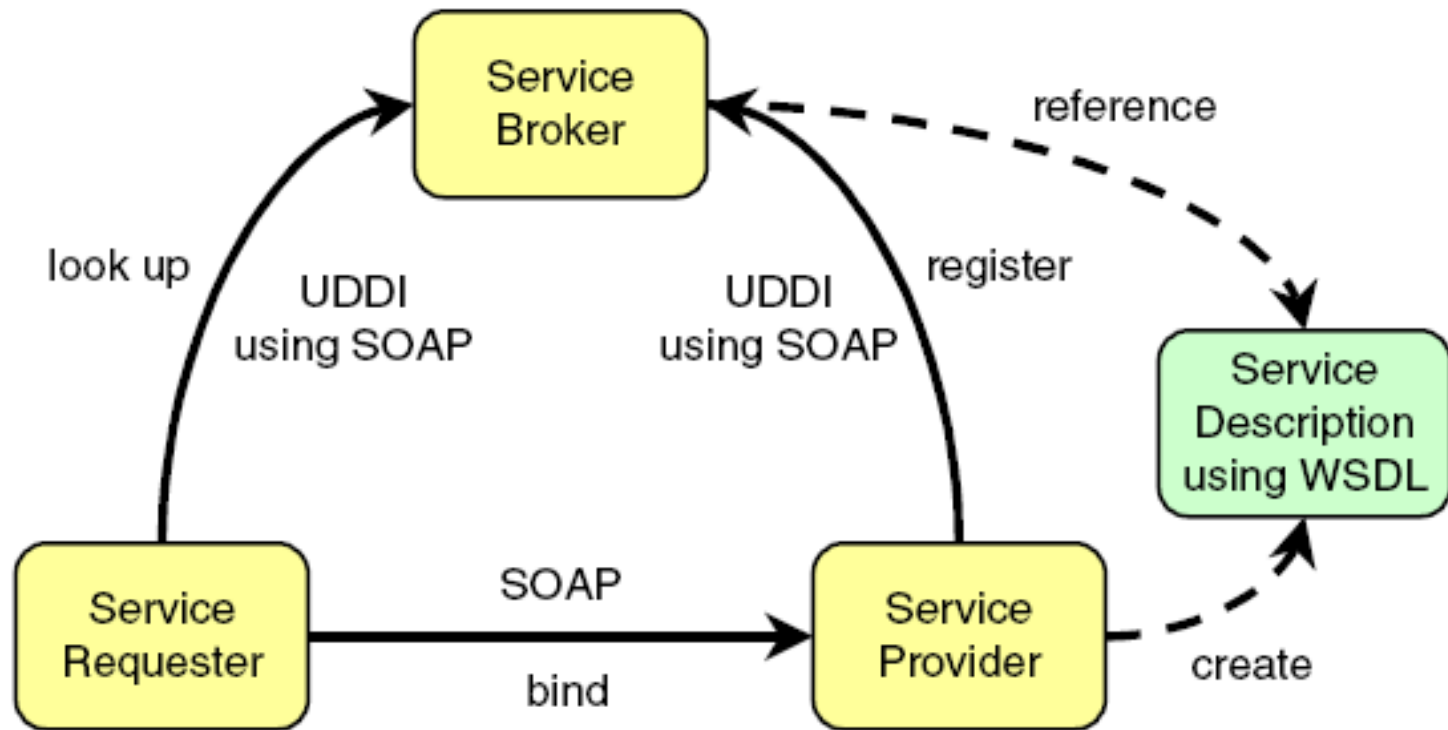 Service
Broker
reference
look up
UDDI
using SOAP
UDDI
using SOAP
register
Service
Description
using WSDL
Service
Requester
SOAP
bind
Service
Provider
create